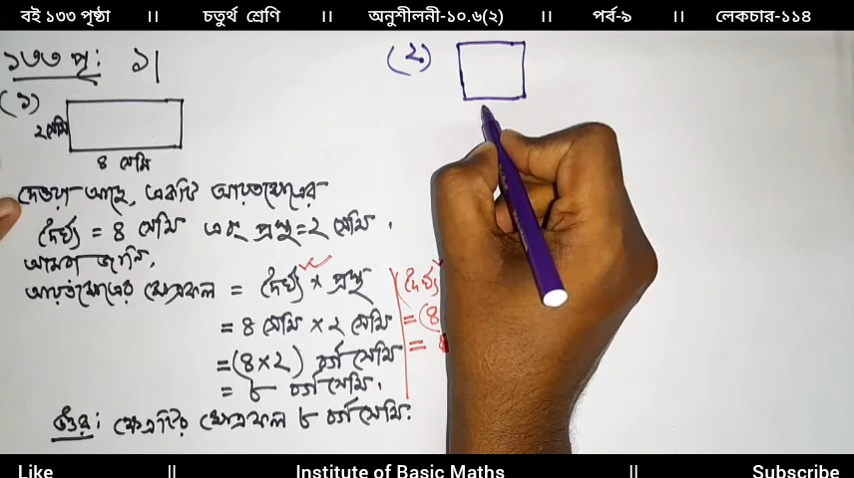 বই ১৩৩ পৃষ্ঠা || চতুর্থ শ্রেণি || অনুশীলনী-১০.৬(২) || পর্ব-৯ || লেকচার-১১৪
১৩৩ পৃ: ১|
(১)
২সেমি
৪ সেমি
দেওয়া আছে, একটি আয়তক্ষেত্রের
দৈর্ঘ্য = ৪ সেমি এবং প্রস্থ = ২ সেমি.
আমরা জানি,
আয়তক্ষেত্রের ক্ষেত্রফল = দৈর্ঘ্য × প্রস্থ
= ৪ সেমি × ২ সেমি
= (৪×২) বর্গ সেমি
= ৮ বর্গ সেমি.
উত্তর: ক্ষেত্রটির ক্ষেত্রফল ৮ বর্গ সেমি.
(দৈর্ঘ্য
= (৪
=
(২)
Like || Institute of Basic Maths || Subscribe